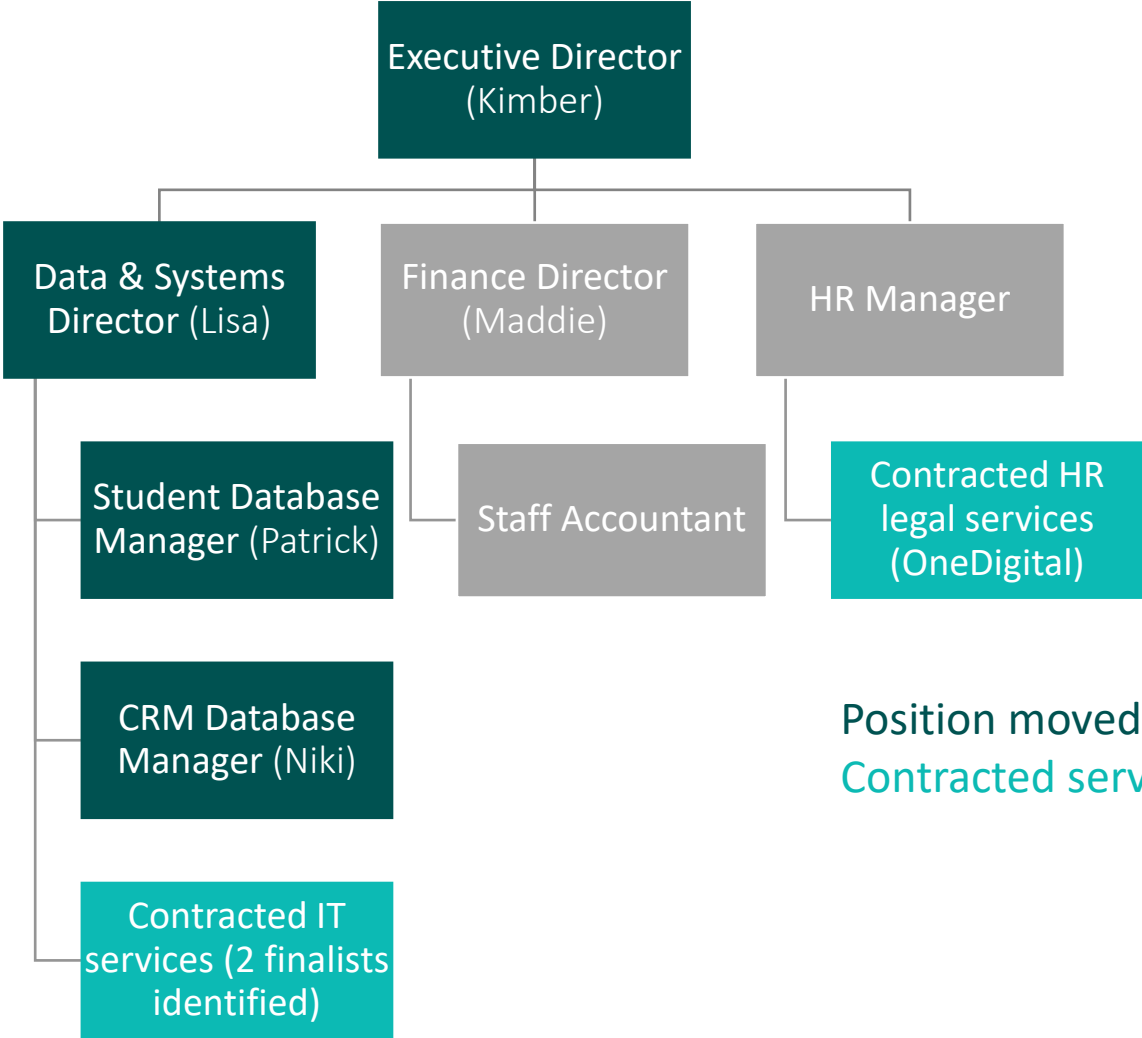 Executive Director
(Kimber)
Data & Systems
Director (Lisa)
Finance Director
(Maddie)
HR Manager
Student Database
Manager (Patrick)
Staff Accountant
Contracted HR
legal services
(OneDigital)
CRM Database
Manager (Niki)
Position moved
Contracted
Contracted IT
services (2 finalists
identified)